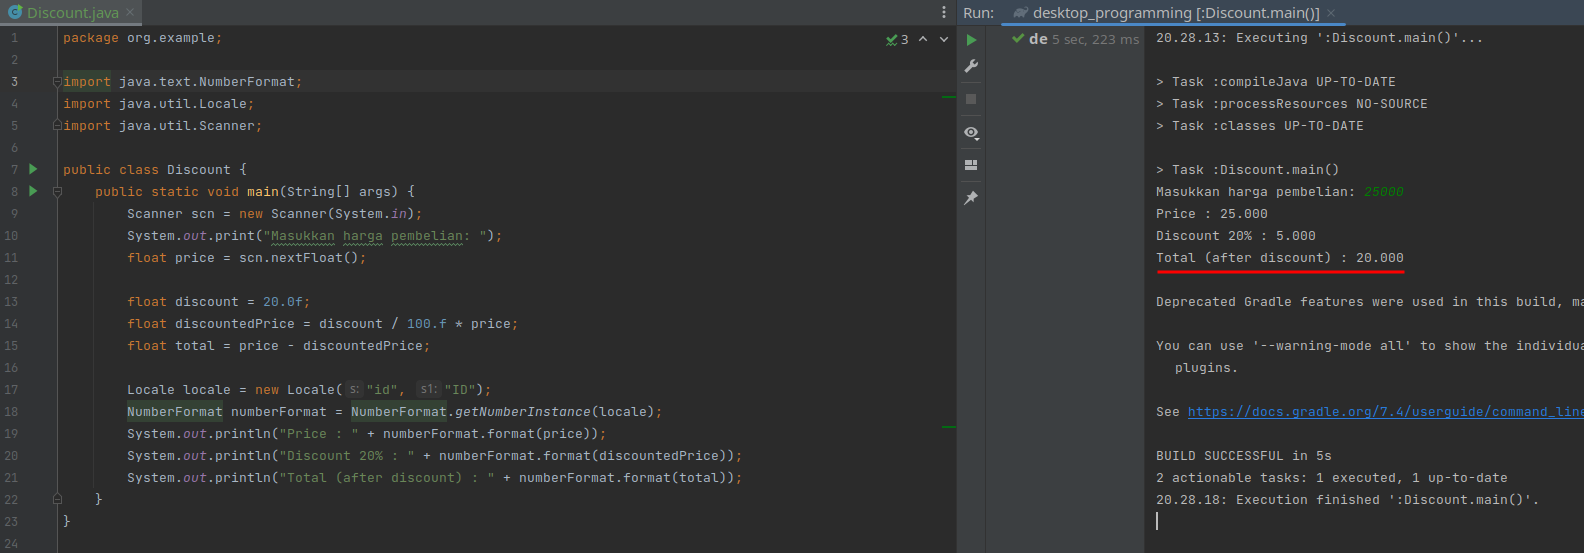 Discount.java
1 package org.example;
2
3 import java.text.NumberFormat;
4 import java.util.Locale;
5 import java.util.Scanner;
6
7 public class Discount {
8 public static void main(String[] args) {
9 Scanner scn = new Scanner(System.in);
10 System.out.print("Masukkan harga pembelian: ");
11 float price = scn.nextFloat();
12
13 float discount = 20.0f;
14 float discountedPrice = discount / 100.f * price;
15 float total = price - discountedPrice;
16
17 Locale locale = new Locale( s: "id", s1: "ID");
18 NumberFormat numberFormat = NumberFormat.getNumberInstance(locale);
19 System.out.println("Price : " + numberFormat.format(price));
20 System.out.println("Discount 20% : " + numberFormat.format(discountedPrice));
21 System.out.println("Total (after discount) : " + numberFormat.format(total));
22 }
23 }
24
3
Run: desktop_programming [:Discount.main()]
de 5 sec, 223 ms
20.28.13: Executing ':Discount.main()'...
> Task :compileJava UP-TO-DATE
> Task :processResources NO-SOURCE
> Task :classes UP-TO-DATE
> Task :Discount.main()
Masukkan harga pembelian: 25000
Price : 25.000
Discount 20% : 5.000
Total (after discount) : 20.000
Deprecated Gradle features were used in this build, ma
You can use '--warning-mode all' to show the individua
plugins.
See https://docs.gradle.org/7.4/userguide/command_line
BUILD SUCCESSFUL in 5s
2 actionable tasks: 1 executed, 1 up-to-date
20.28.18: Execution finished ':Discount.main()'.